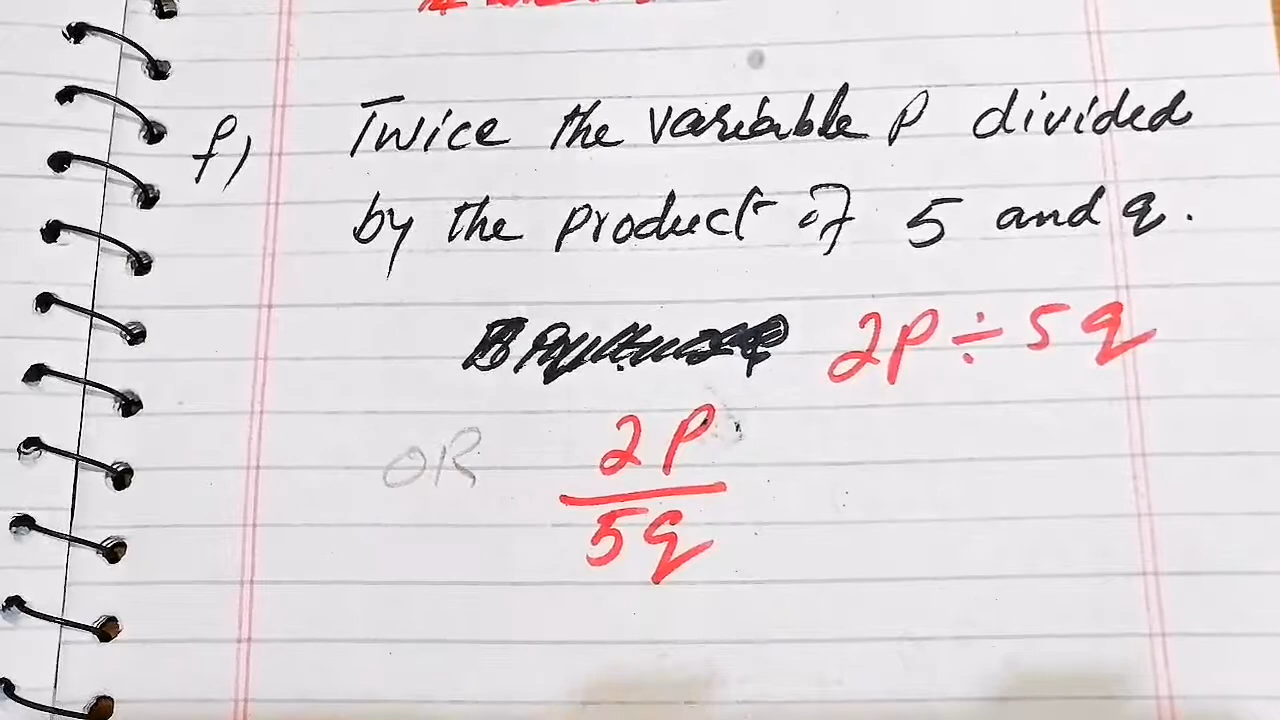 f) Twice the variable p divided
by the product of 5 and q.
2p ÷ 5q
OR 2p
5q